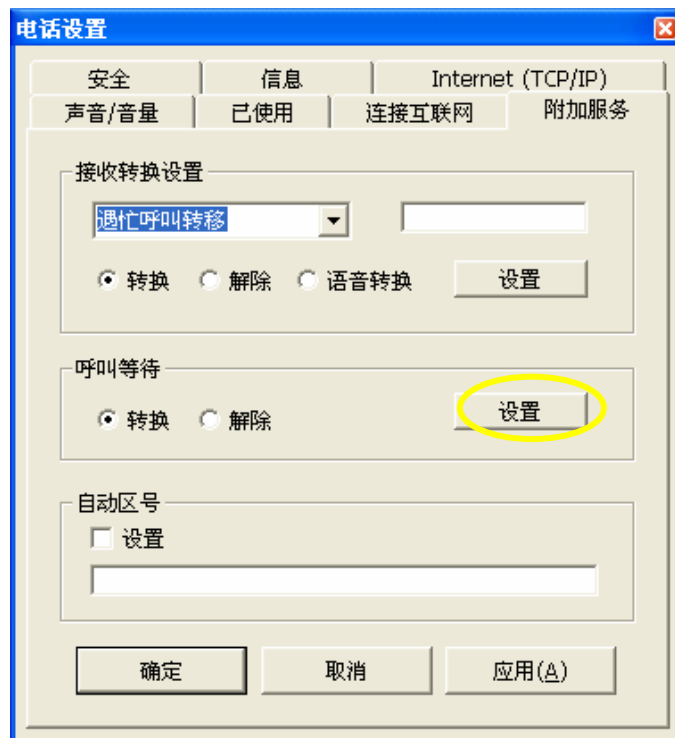 电话设置
安全 信息 Internet (TCP/IP)
声音/音量 已使用 连接互联网 附加服务
接收转换设置
遇忙呼叫转移
转换 解除 语音转换 设置
呼叫等待
转换 解除 设置
自动区号
设置
确定 取消 应用(A)